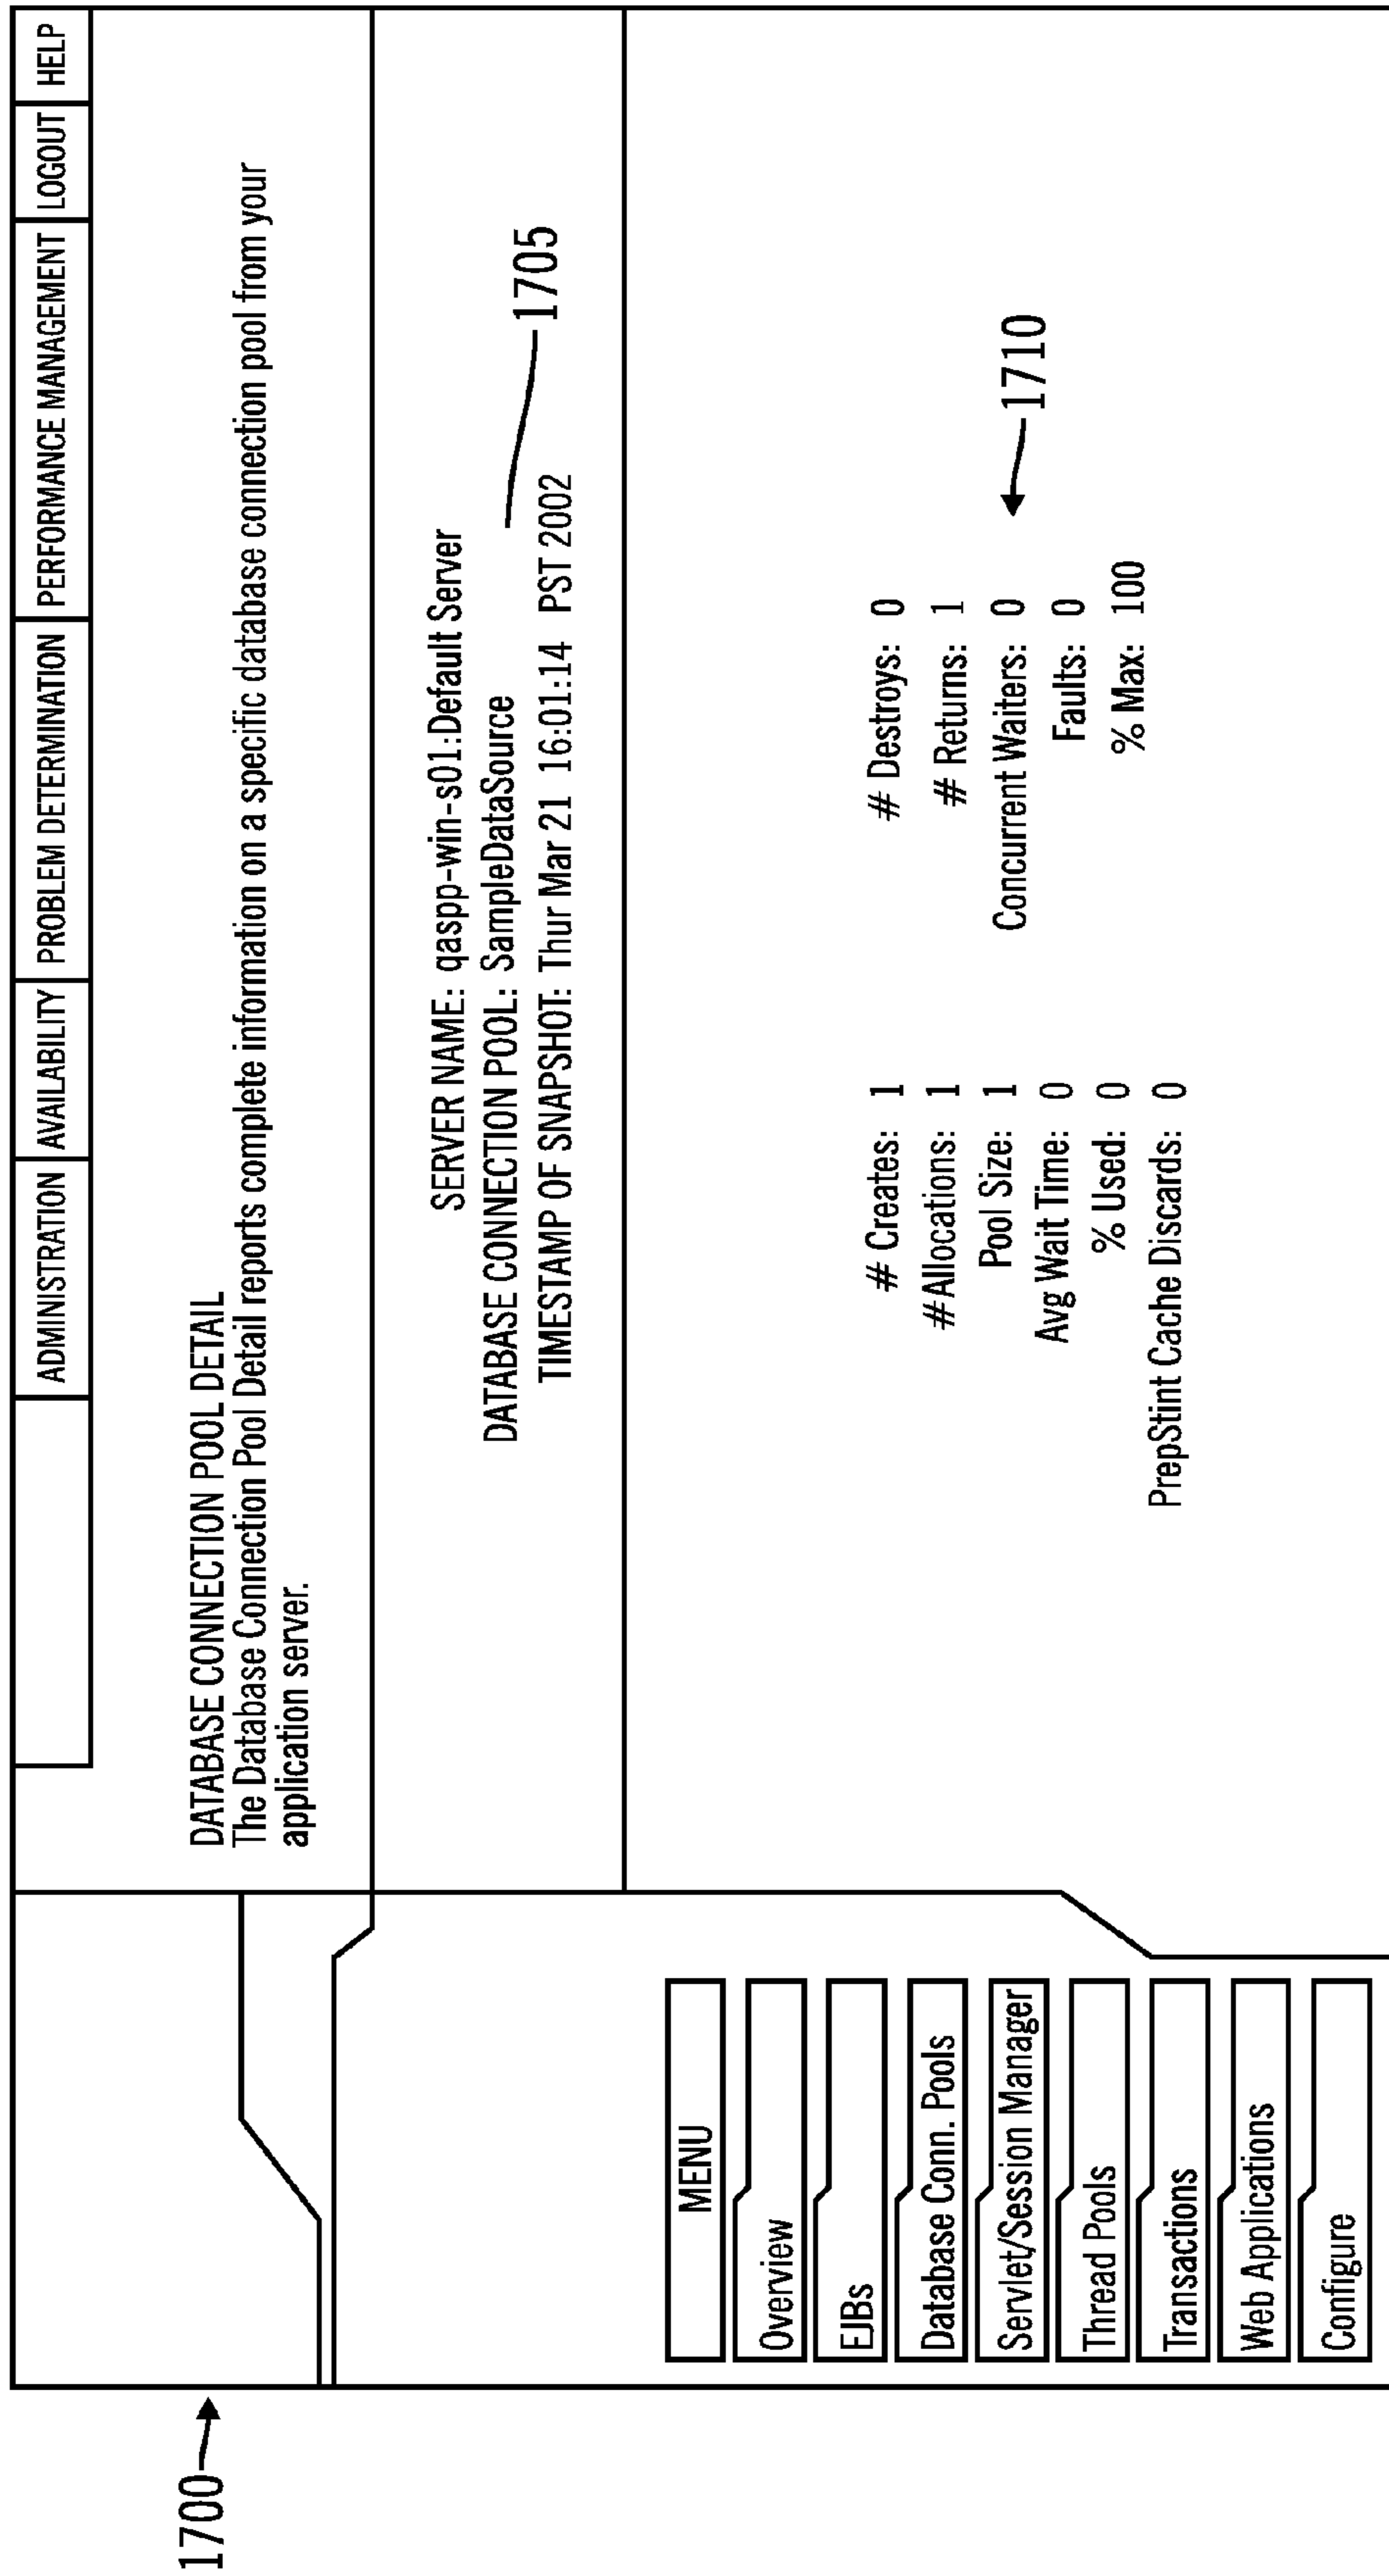 1700
ADMINISTRATION AVAILABILITY PROBLEM DETERMINATION PERFORMANCE MANAGEMENT LOGOUT HELP
DATABASE CONNECTION POOL DETAIL
The Database Connection Pool Detail reports complete information on a specific database connection pool from your
application server.
SERVER NAME: qaspp-win-s01:Default Server
DATABASE CONNECTION POOL: SampleDataSource
TIMESTAMP OF SNAPSHOT: Thur Mar 21 16:01:14 PST 2002
1705
MENU
Overview
EJBs
Database Conn. Pools
Servlet/Session Manager
Thread Pools
Transactions
Web Applications
Configure
# Creates: 1
#Allocations: 1
Pool Size: 1
Avg Wait Time: 0
% Used: 0
PrepStint Cache Discards: 0
# Destroys: 0
# Returns: 1
Concurrent Waiters: 0
Faults: 0
% Max: 100
1710